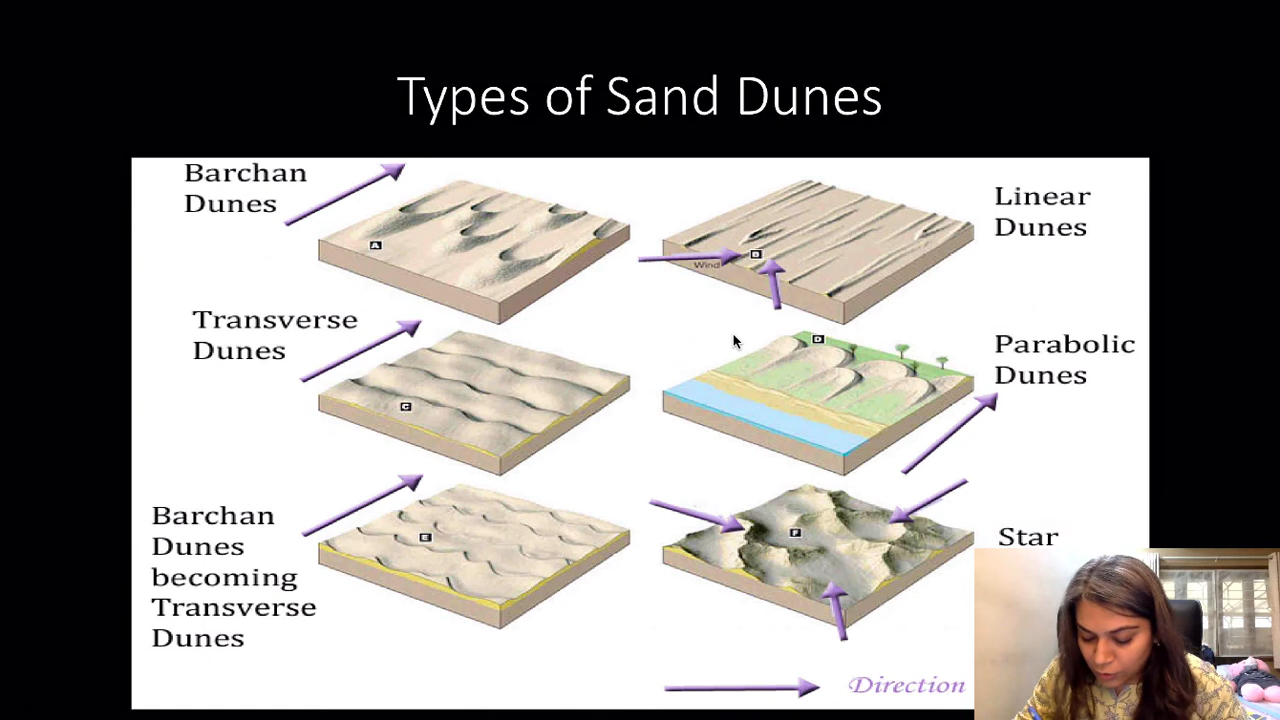 Types of Sand Dunes
Barchan
Dunes
Linear
Dunes
A
B
Wind
Transverse
Dunes
Parabolic
Dunes
C
D
Barchan
Dunes
becoming
Transverse
Dunes
Star
E
F
Direction